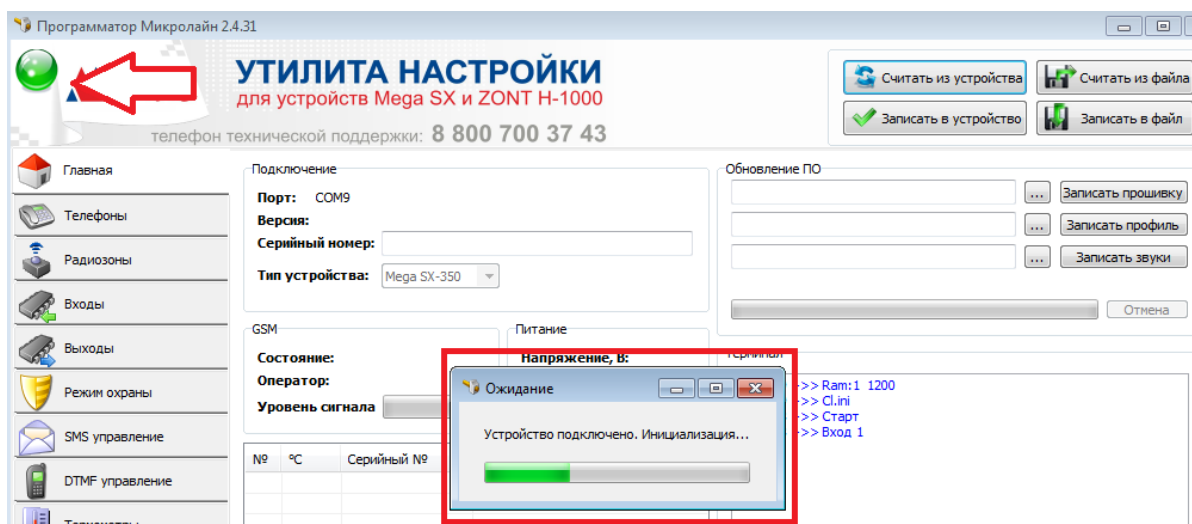 Программатор Микролайн 2.4.31
УТИЛИТА НАСТРОЙКИ
для устройств Mega SX и ZONT H-1000
телефон технической поддержки: 8 800 700 37 43
Считать из устройства
Считать из файла
Записать в устройство
Записать в файл
Главная
Телефоны
Радиозоны
Входы
Выходы
Режим охраны
SMS управление
DTMF управление
Термометры
Подключение
Порт: COM9
Версия:
Серийный номер:
Тип устройства: Mega SX-350
GSM
Состояние:
Оператор:
Уровень сигнала
Питание
Напряжение, В:
№ °C Серийный №
Обновление ПО
... Записать прошивку
... Записать профиль
... Записать звуки
Отмена
Терминал
>> Ram:1 1200
>> Cl.ini
>> Старт
>> Вход 1
Ожидание
Устройство подключено. Инициализация...